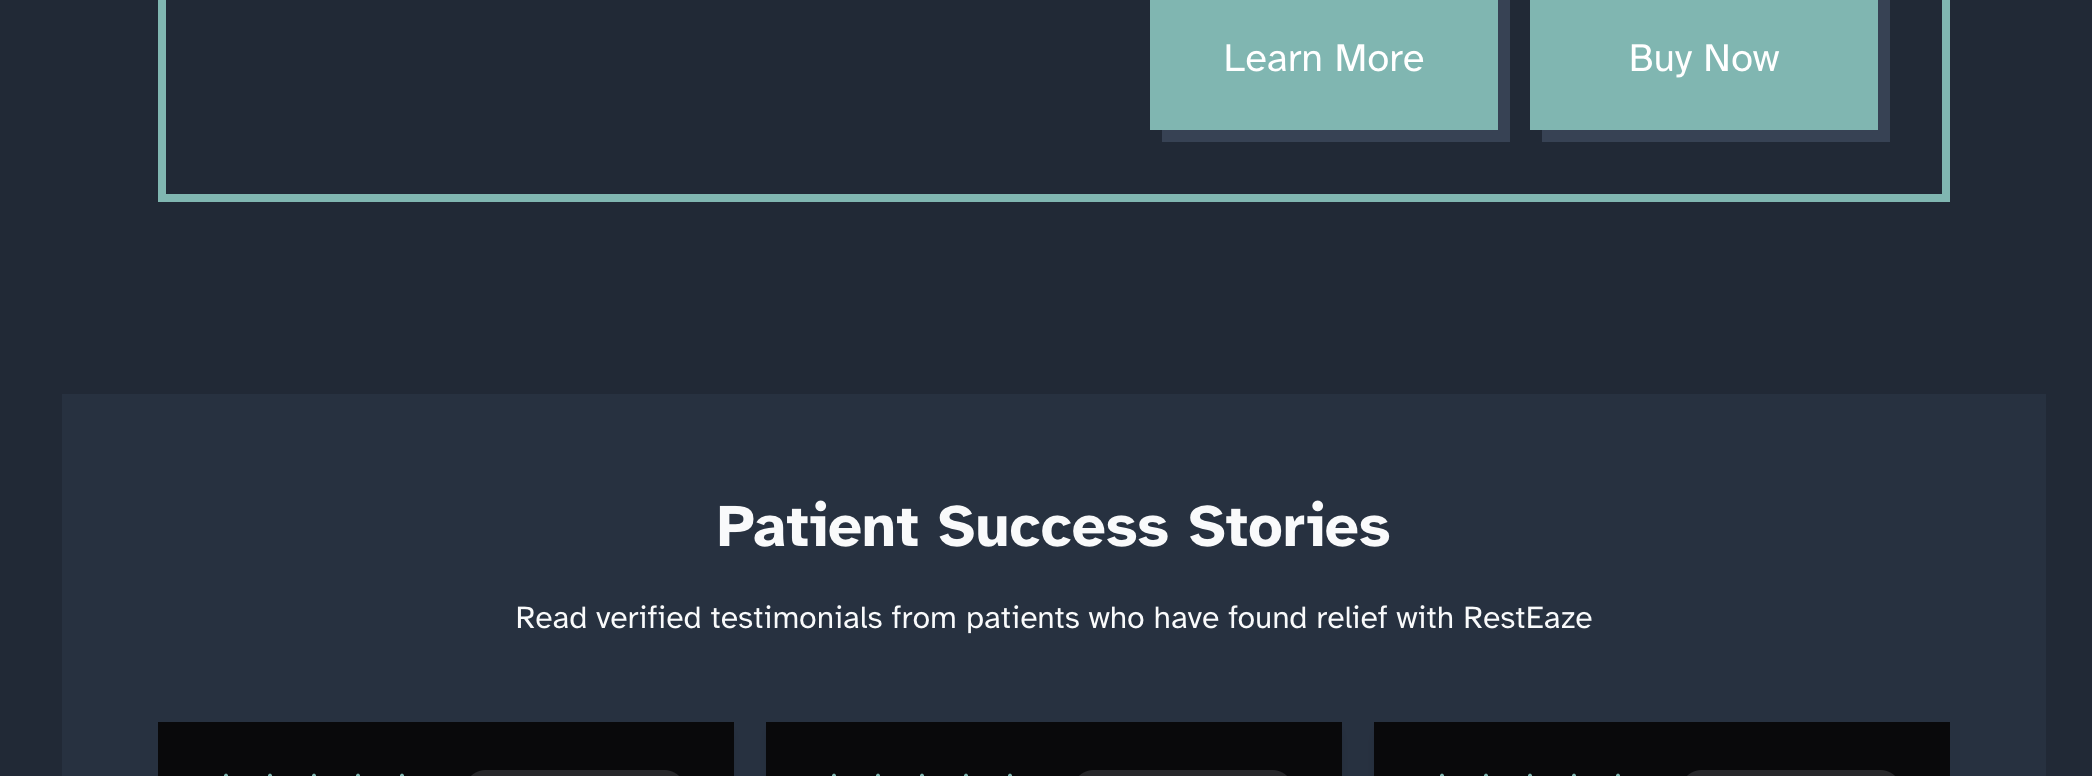 Learn More
Buy Now
Patient Success Stories
Read verified testimonials from patients who have found relief with RestEaze